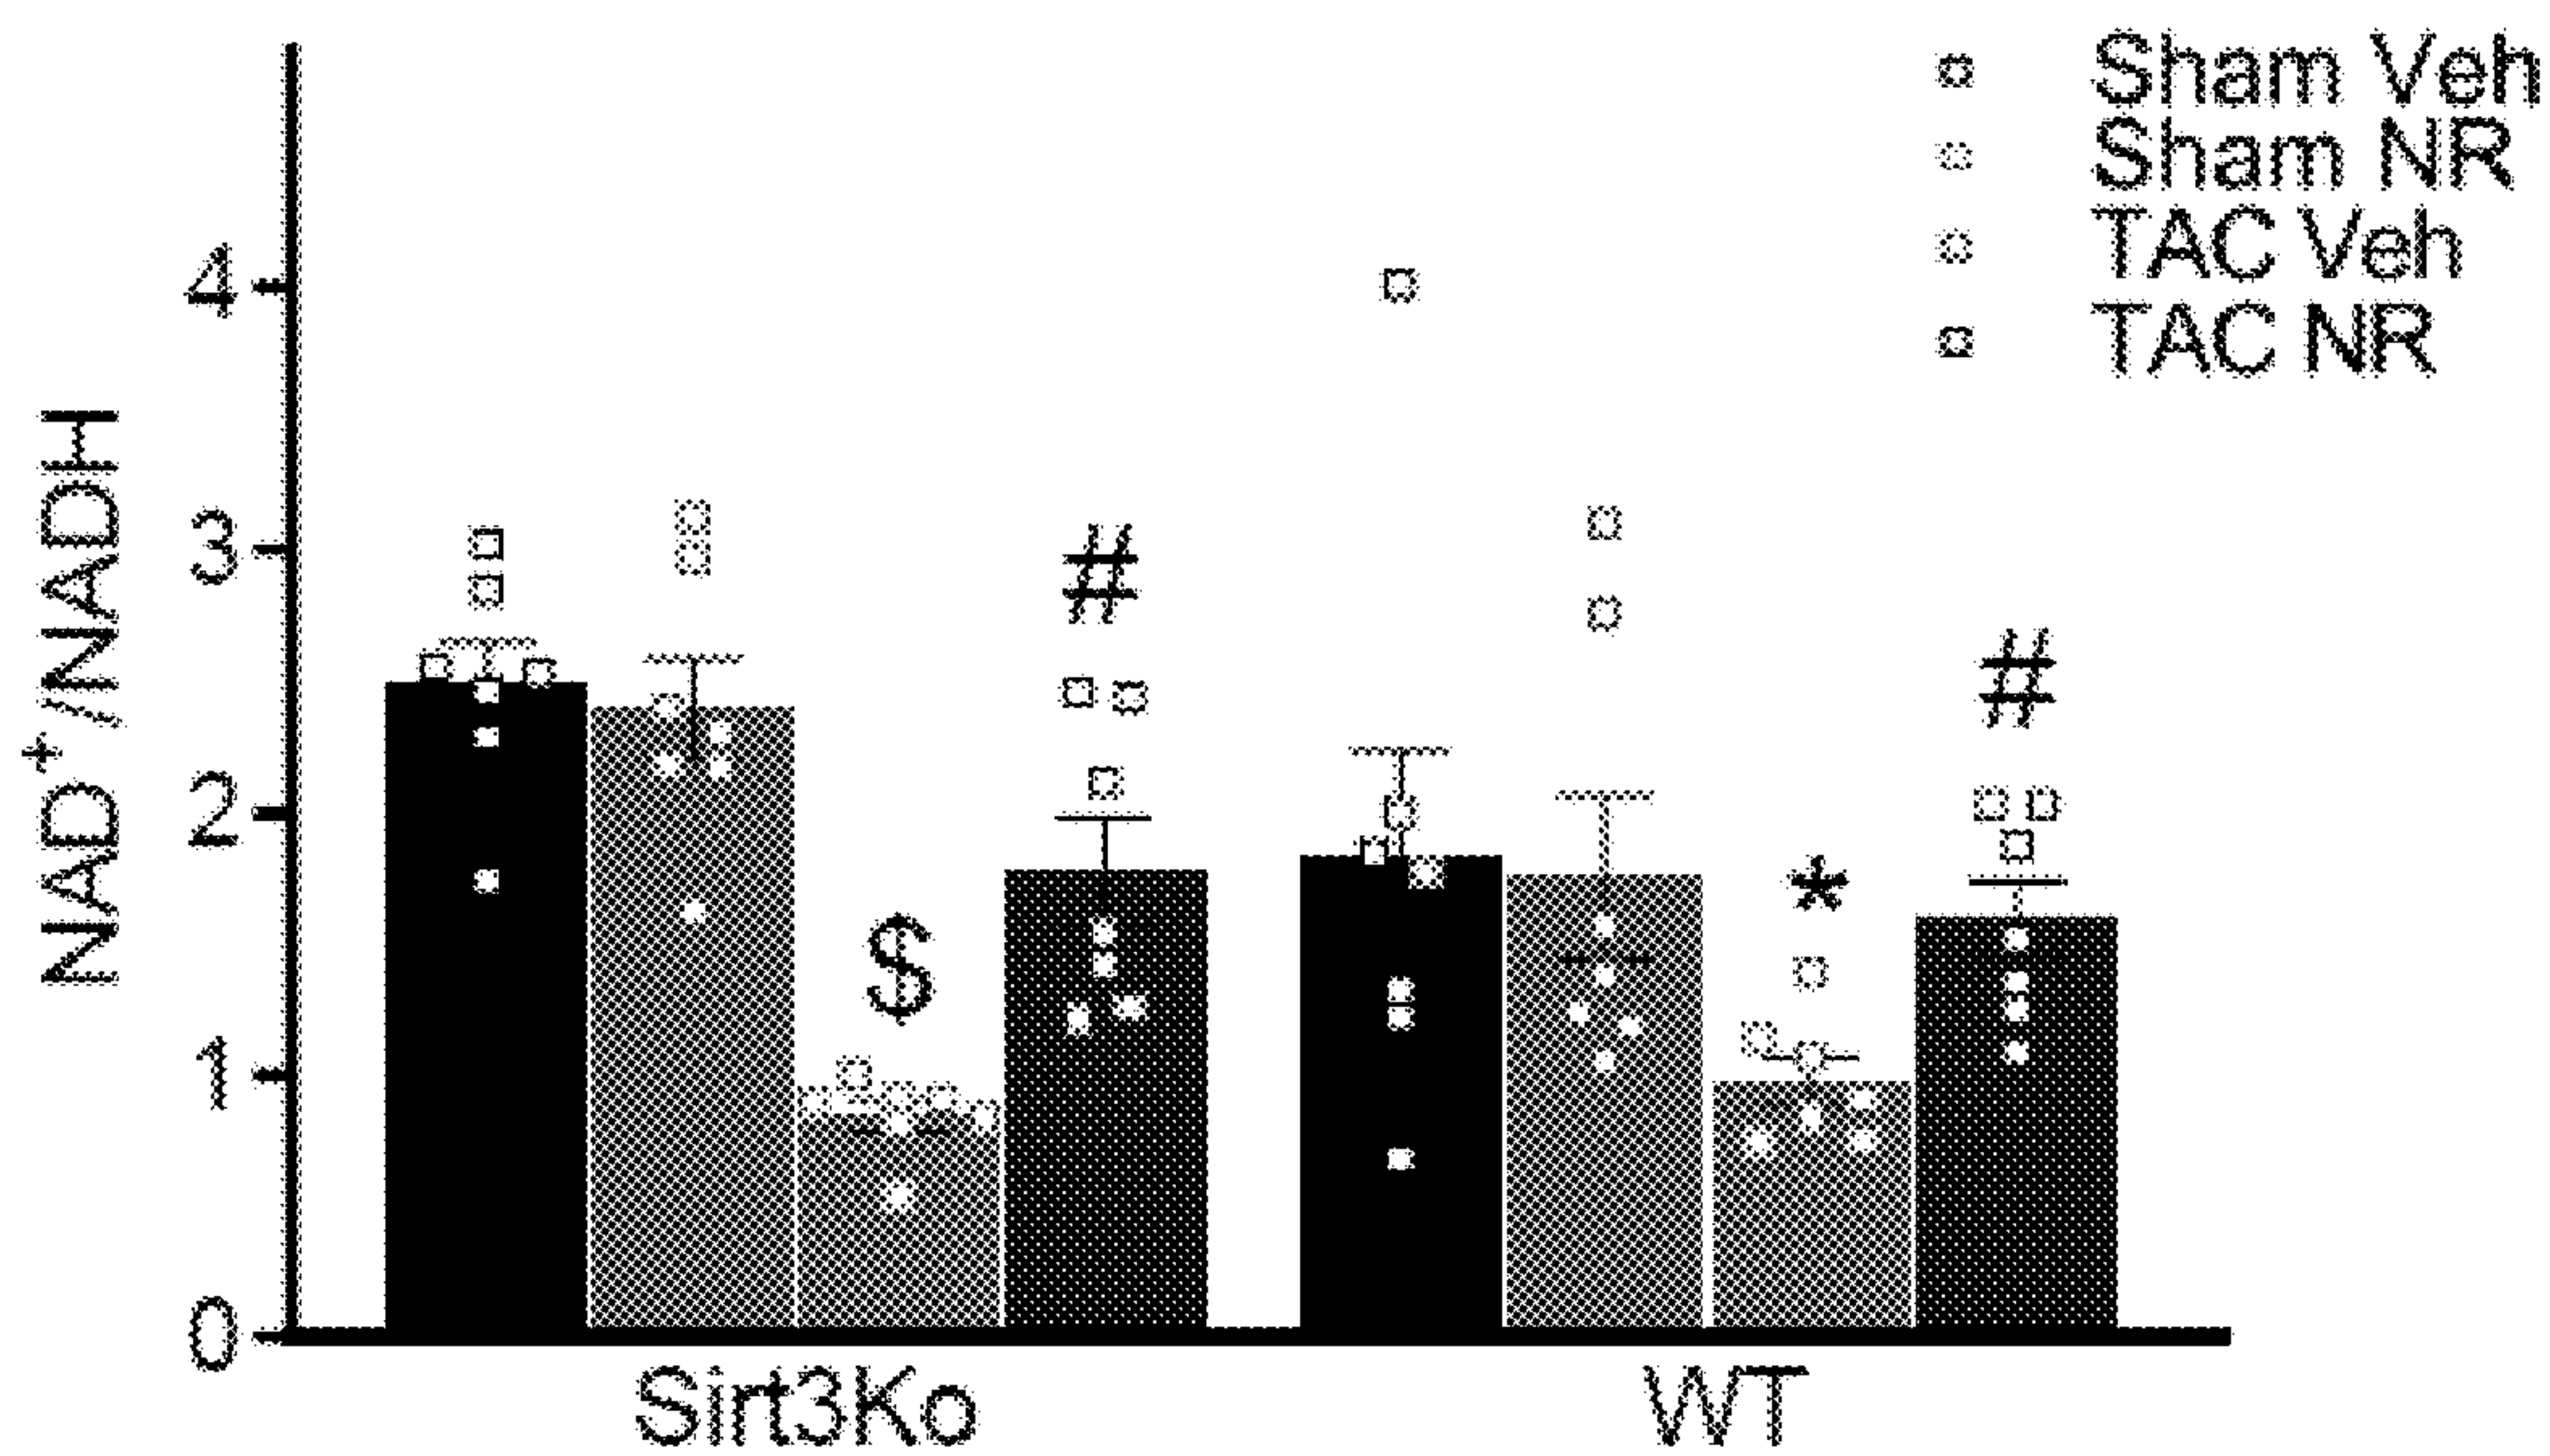 Sham Veh
Sham NR
TAC Veh
TAC NR
NAD⁺/NADH
4
3
2
1
0
#
#
$
*
Sirt3Ko
WT